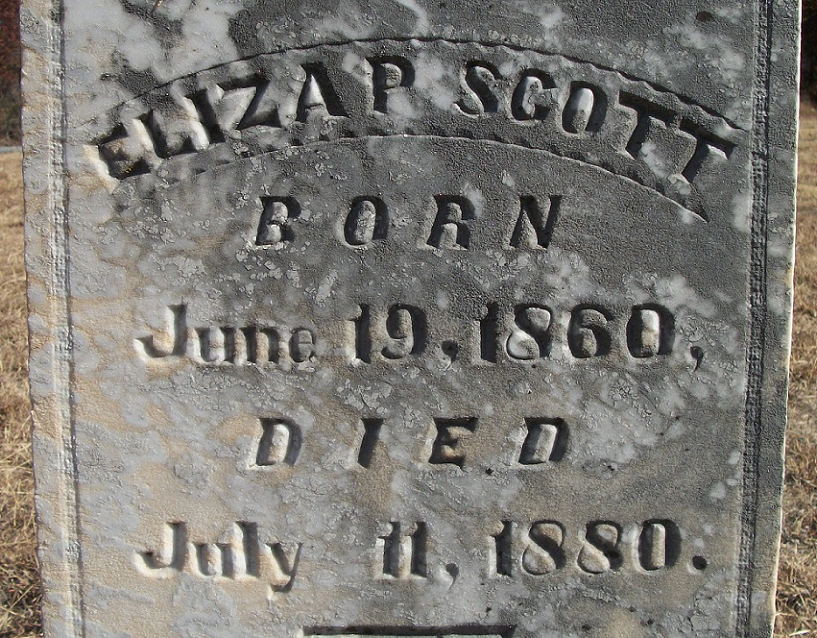 ELIZA P SCOTT
BORN
June 19, 1860,
DIED
July 11, 1880.